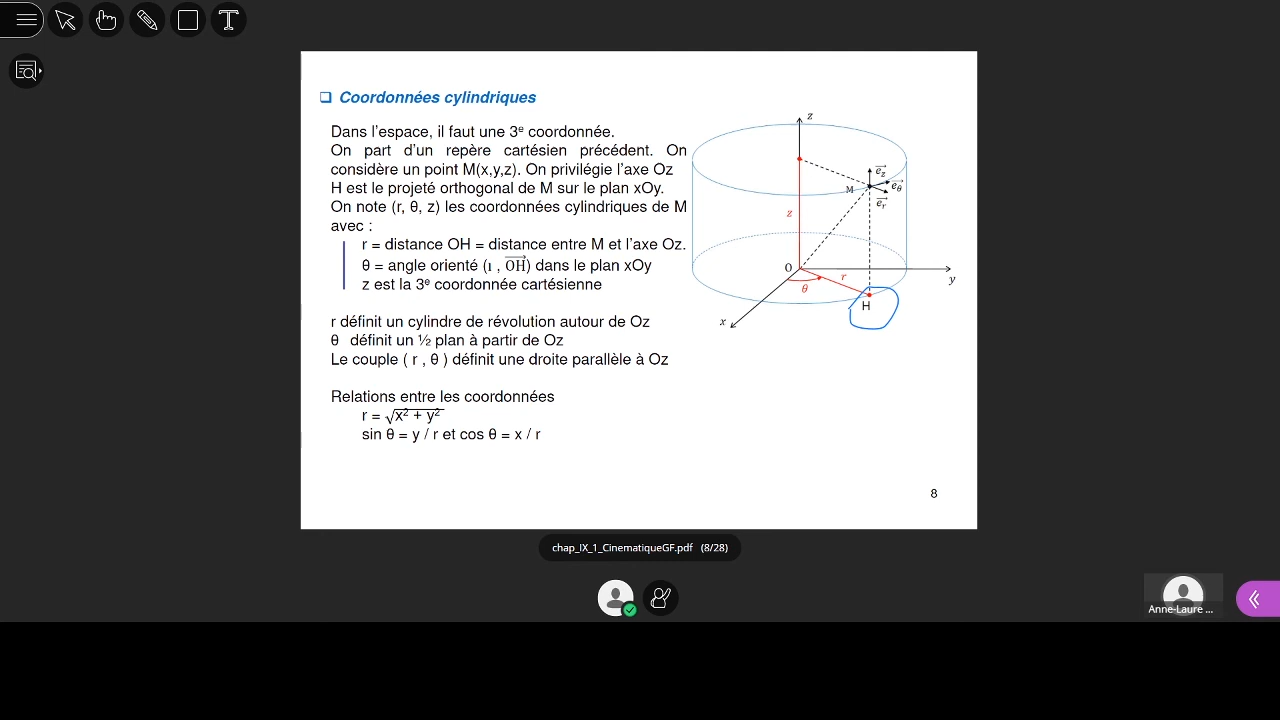 T
Coordonnées cylindriques
Dans l'espace, il faut une 3e coordonnée.
On part d'un repère cartésien précédent. On
considère un point M(x,y,z). On privilégie l'axe Oz
H est le projeté orthogonal de M sur le plan xOy.
On note (r, θ, z) les coordonnées cylindriques de M
avec :
r = distance OH = distance entre M et l'axe Oz.
θ = angle orienté (ı , OH) dans le plan xOy
z est la 3e coordonnée cartésienne
r définit un cylindre de révolution autour de Oz
θ définit un ½ plan à partir de Oz
Le couple ( r , θ ) définit une droite parallèle à Oz
Relations entre les coordonnées
r = √x² + y²
sin θ = y / r et cos θ = x / r
z
e_z
M
e_θ
e_r
z
O
r
θ
y
H
x
8
chap_IX_1_CinematiqueGF.pdf (8/28)
Anne-Laure ...